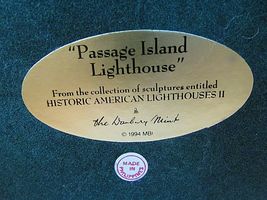 "Passage Island
Lighthouse"
From the collection of sculptures entitled
HISTORIC AMERICAN LIGHTHOUSES II
the Danbury Mint
© 1994 MBI
MADE
IN
PHILIPPINES